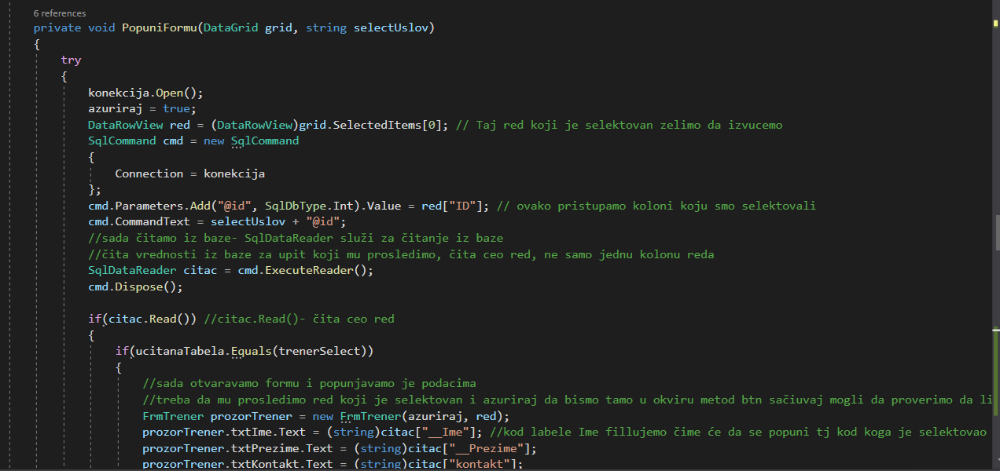 6 references
private void PopuniFormu(DataGrid grid, string selectUslov)
{
try
{
konekcija.Open();
azuriraj = true;
DataRowView red = (DataRowView)grid.SelectedItems[0]; // Taj red koji je selektovan zelimo da izvucemo
SqlCommand cmd = new SqlCommand
{
Connection = konekcija
};
cmd.Parameters.Add("@id", SqlDbType.Int).Value = red["ID"]; // ovako pristupamo koloni koju smo selektovali
cmd.CommandText = selectUslov + "@id";
//sada čitamo iz baze- SqlDataReader služi za čitanje iz baze
//čita vrednosti iz baze za upit koji mu prosledimo, čita ceo red, ne samo jednu kolonu reda
SqlDataReader citac = cmd.ExecuteReader();
cmd.Dispose();
if(citac.Read()) //citac.Read()- čita ceo red
{
if(ucitanaTabela.Equals(trenerSelect))
{
//sada otvaravamo formu i popunjavamo je podacima
//treba da mu prosledimo red koji je selektovan i azuriraj da bismo tamo u okviru metod btn sačiuvaj mogli da proverimo da li
FrmTrener prozorTrener = new FrmTrener(azuriraj, red);
prozorTrener.txtIme.Text = (string)citac["__Ime"]; //kod labele Ime fillujemo čime će da se popuni tj kod koga je selektovao
prozorTrener.txtPrezime.Text = (string)citac["__Prezime"];
prozorTrener.txtKontakt.Text = (string)citac["kontakt"];